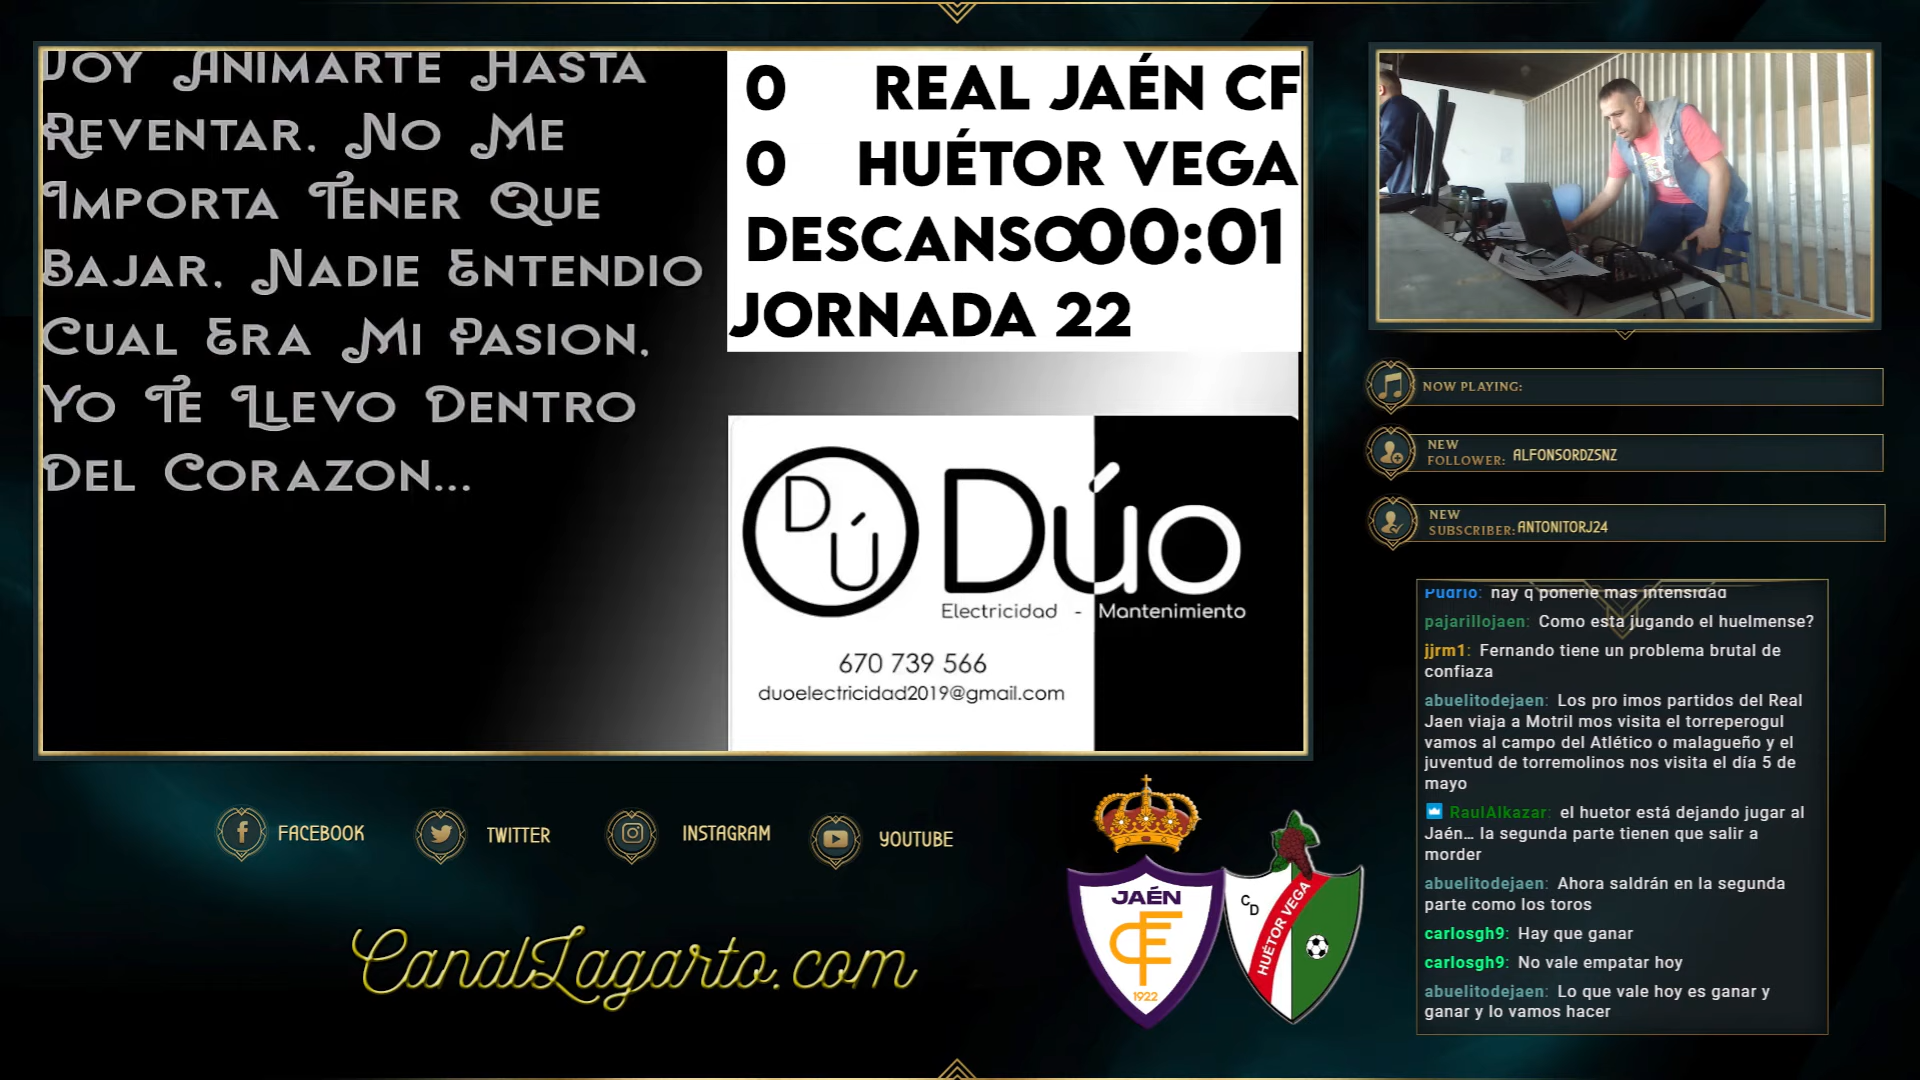 Voy Animarte Hasta
Reventar. No Me
Importa Tener Que
Bajar. Nadie Entendio
Cual Era Mi Pasion.
Yo Te Llevo Dentro
Del Corazon...
0 REAL JAÉN CF
0 HUÉTOR VEGA
DESCANSO 00:01
JORNADA 22
DÚ
Dúo
Electricidad - Mantenimiento
670 739 566
duoelectricidad2019@gmail.com
NOW PLAYING:
NEW
FOLLOWER: ALFONSORDZSNZ
NEW
SUBSCRIBER: ANTONITORJ24
Pudrio: hay q ponerle mas intensidad
pajarillojaen: Como esta jugando el huelmense?
jjrm1: Fernando tiene un problema brutal de
confiaza
abuelitodejaen: Los pro imos partidos del Real
Jaen viaja a Motril mos visita el torreperogul
vamos al campo del Atlético o malagueño y el
juventud de torremolinos nos visita el día 5 de
mayo
RaulAlkazar: el huetor está dejando jugar al
Jaén... la segunda parte tienen que salir a
morder
abuelitodejaen: Ahora saldrán en la segunda
parte como los toros
carlosgh9: Hay que ganar
carlosgh9: No vale empatar hoy
abuelitodejaen: Lo que vale hoy es ganar y
ganar y lo vamos hacer
FACEBOOK
TWITTER
INSTAGRAM
YOUTUBE
CanalLagarto.com
JAÉN
CF
1922
CD
HUÉTOR VEGA